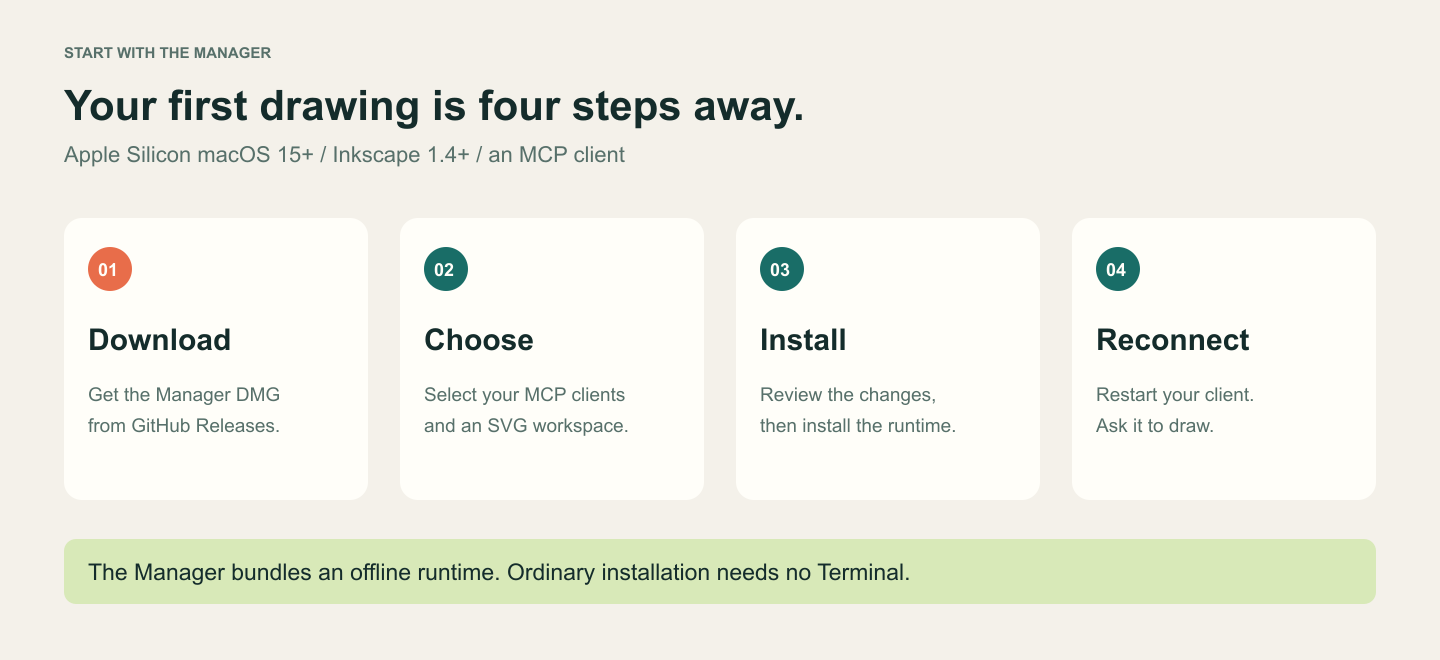 START WITH THE MANAGER
Your first drawing is four steps away.
Apple Silicon macOS 15+ / Inkscape 1.4+ / an MCP client
01
Download
Get the Manager DMG
from GitHub Releases.
02
Choose
Select your MCP clients
and an SVG workspace.
03
Install
Review the changes,
then install the runtime.
04
Reconnect
Restart your client.
Ask it to draw.
The Manager bundles an offline runtime. Ordinary installation needs no Terminal.